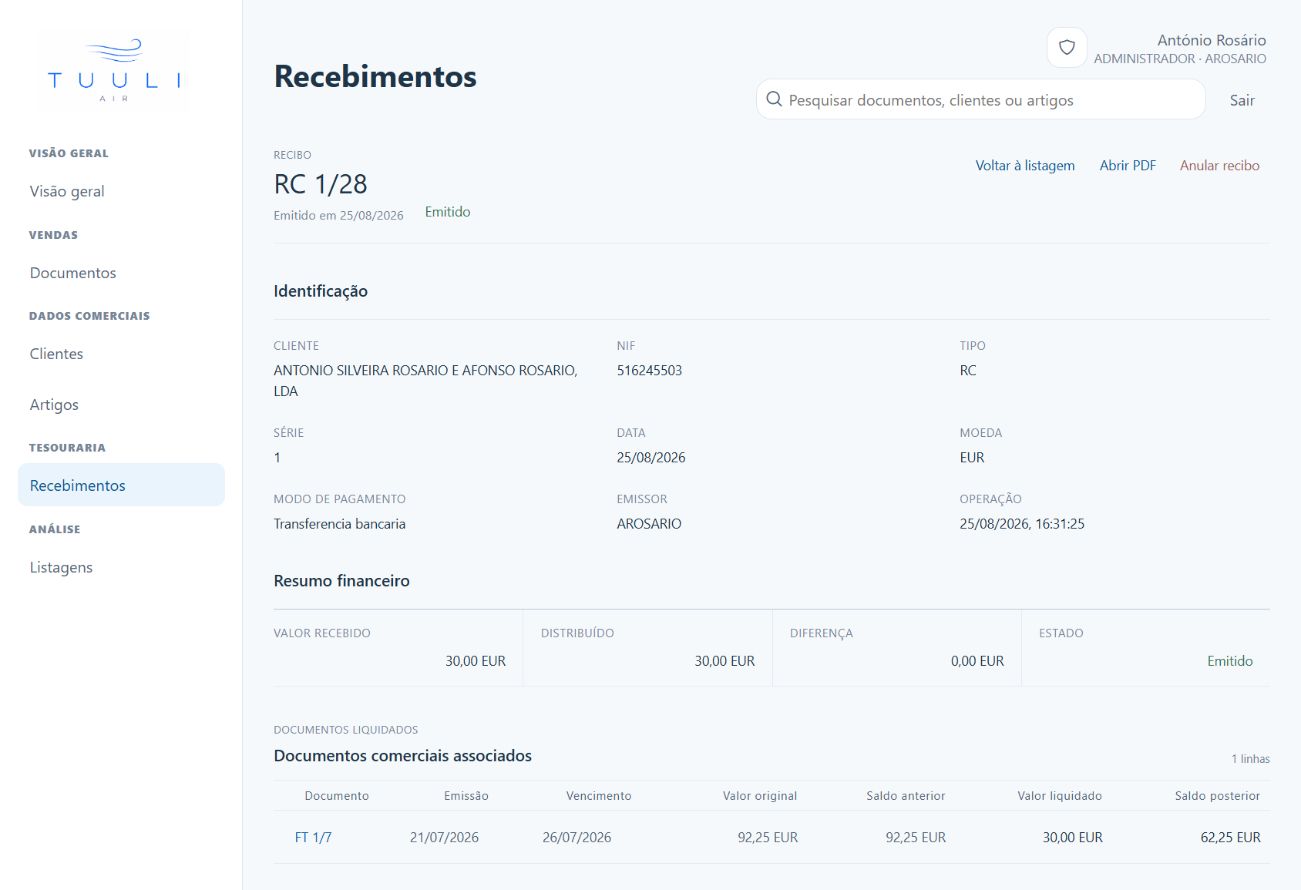 TUULI
AIR
VISÃO GERAL
Visão geral
VENDAS
Documentos
DADOS COMERCIAIS
Clientes
Artigos
TESOURARIA
Recebimentos
ANÁLISE
Listagens
Recebimentos
António Rosário
ADMINISTRADOR · AROSARIO
Pesquisar documentos, clientes ou artigos
Sair
RECIBO
RC 1/28
Emitido em 25/08/2026 Emitido
Voltar à listagem Abrir PDF Anular recibo
Identificação
CLIENTE NIF TIPO
ANTONIO SILVEIRA ROSARIO E AFONSO ROSARIO, 516245503 RC
LDA
SÉRIE DATA MOEDA
1 25/08/2026 EUR
MODO DE PAGAMENTO EMISSOR OPERAÇÃO
Transferencia bancaria AROSARIO 25/08/2026, 16:31:25
Resumo financeiro
VALOR RECEBIDO DISTRIBUÍDO DIFERENÇA ESTADO
30,00 EUR 30,00 EUR 0,00 EUR Emitido
DOCUMENTOS LIQUIDADOS
Documentos comerciais associados 1 linhas
Documento Emissão Vencimento Valor original Saldo anterior Valor liquidado Saldo posterior
FT 1/7 21/07/2026 26/07/2026 92,25 EUR 92,25 EUR 30,00 EUR 62,25 EUR